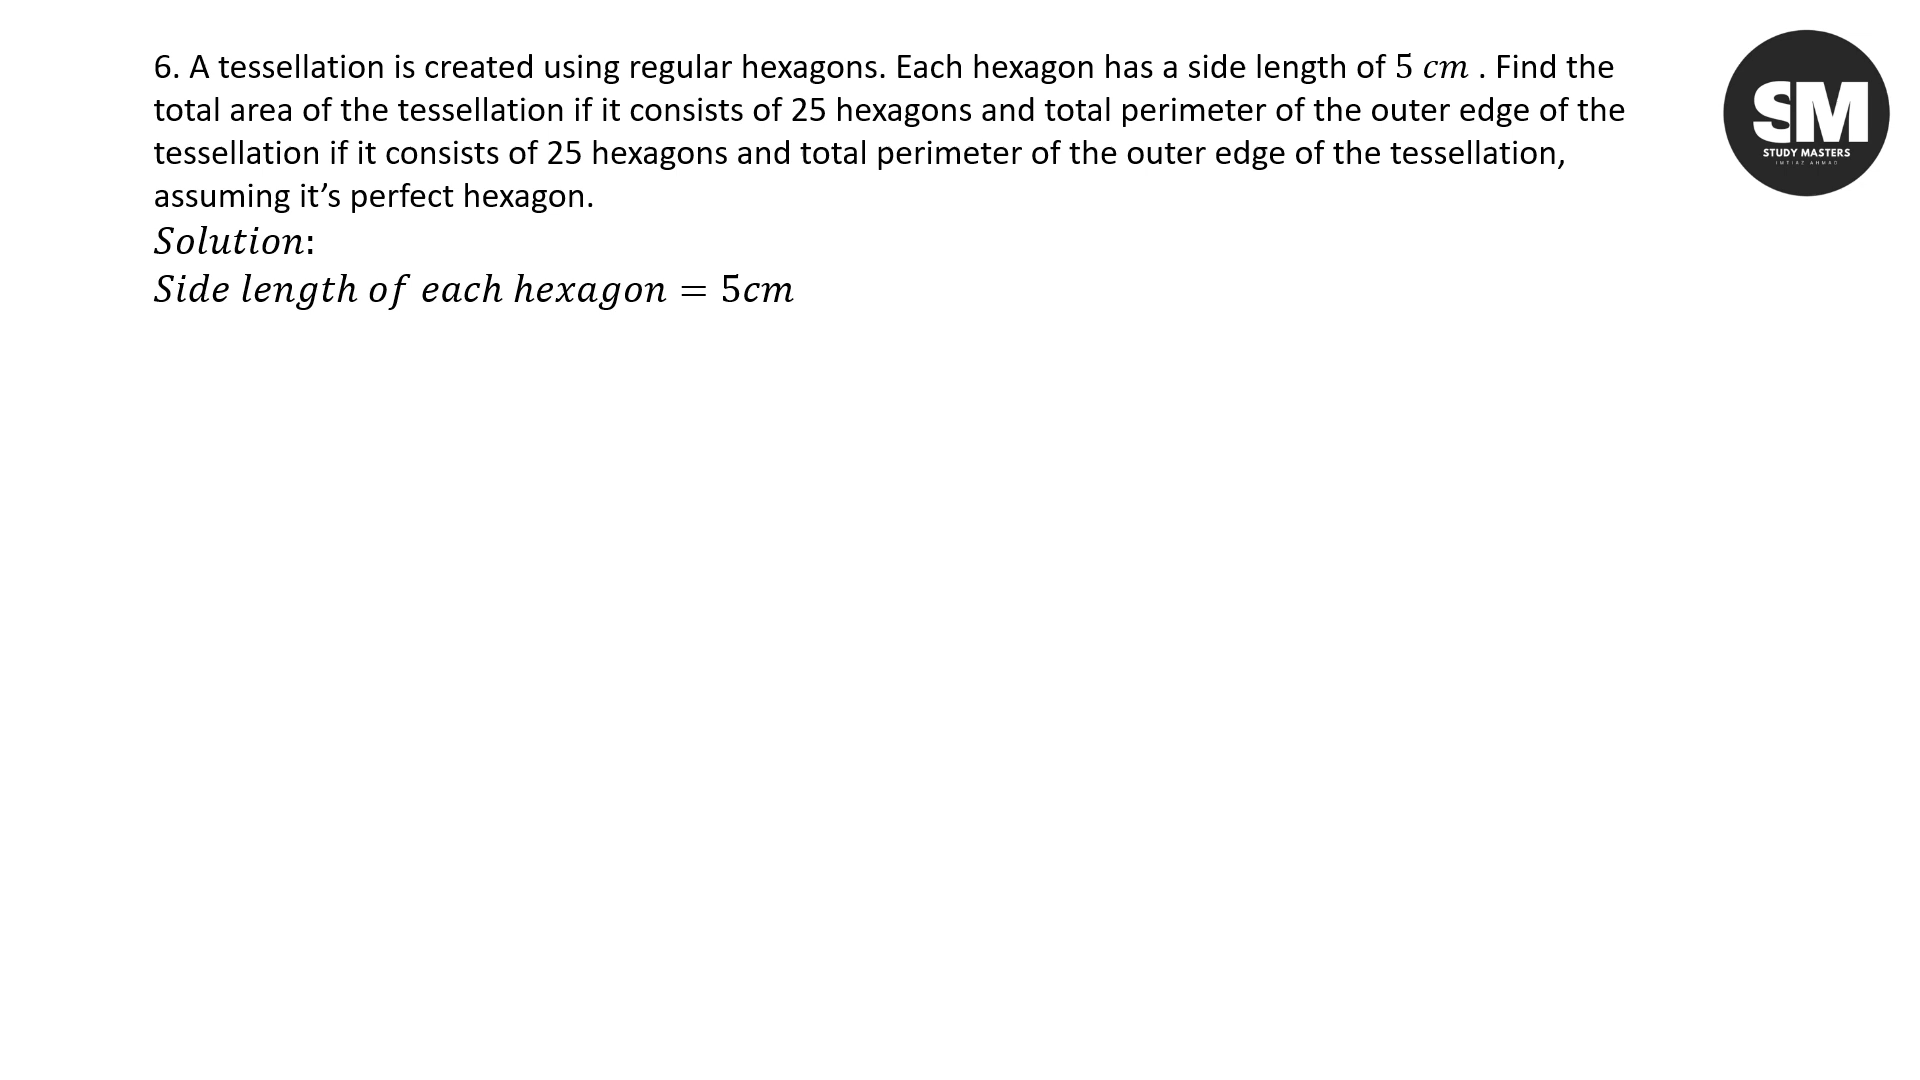 6. A tessellation is created using regular hexagons. Each hexagon has a side length of 5 cm . Find the
total area of the tessellation if it consists of 25 hexagons and total perimeter of the outer edge of the
tessellation if it consists of 25 hexagons and total perimeter of the outer edge of the tessellation,
assuming it’s perfect hexagon.
Solution:
Side length of each hexagon = 5cm
SM
STUDY MASTERS
IMTIAZ AHMAD